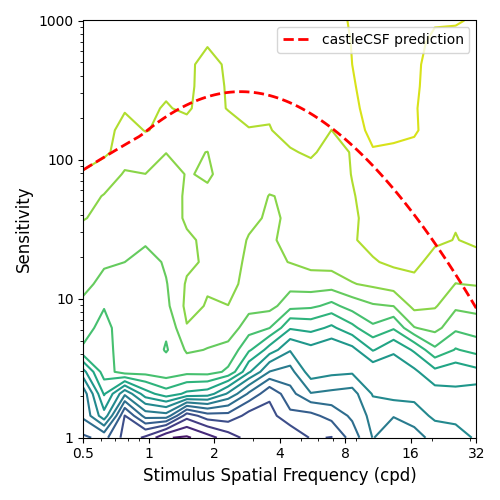 1000
castleCSF prediction
100
Sensitivity
10
1
0.5 1 2 4 8 16 32
Stimulus Spatial Frequency (cpd)